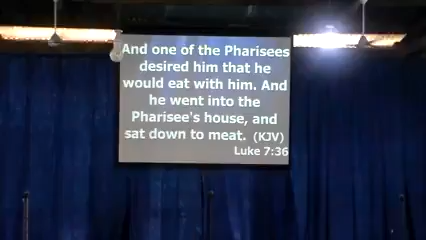 And one of the Pharisees
desired him that he
would eat with him. And
he went into the
Pharisee's house, and
sat down to meat. (KJV)
Luke 7:36